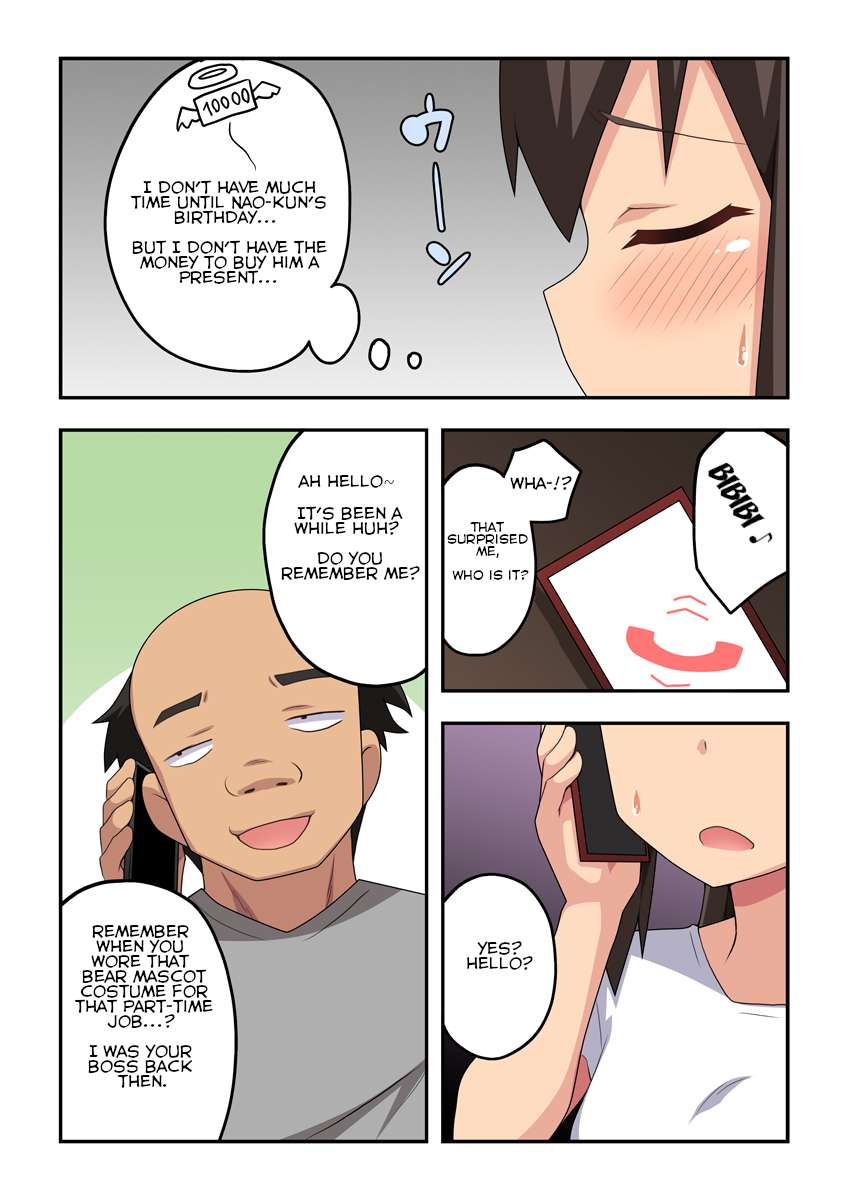 10000
I DON'T HAVE MUCH
TIME UNTIL NAO-KUN'S
BIRTHDAY...
BUT I DON'T HAVE THE
MONEY TO BUY HIM A
PRESENT...
ウーン
BIBIBI♪
WHA-!?
THAT
SURPRISED
ME,
WHO IS IT?
YES?
HELLO?
AH HELLO~
IT'S BEEN A
WHILE HUH?
DO YOU
REMEMBER ME?
REMEMBER
WHEN YOU
WORE THAT
BEAR MASCOT
COSTUME FOR
THAT PART-TIME
JOB...?
I WAS YOUR
BOSS BACK
THEN.